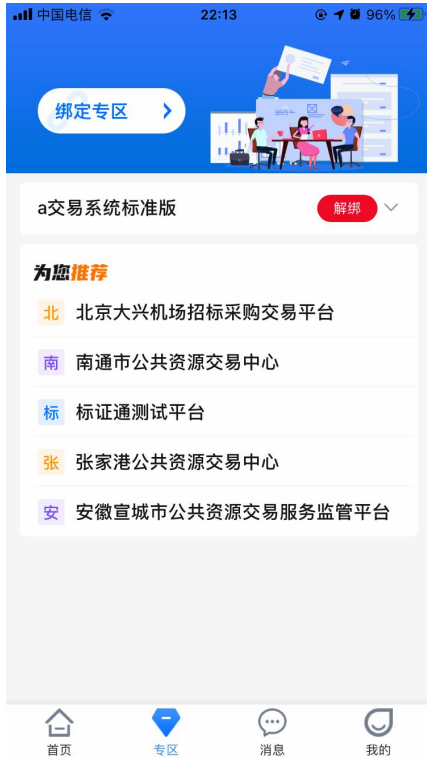 中国电信
22:13
96%
绑定专区
a交易系统标准版
解绑
为您推荐
北
北京大兴机场招标采购交易平台
南
南通市公共资源交易中心
标
标证通测试平台
张
张家港公共资源交易中心
安
安徽宣城市公共资源交易服务监管平台
首页
专区
消息
我的